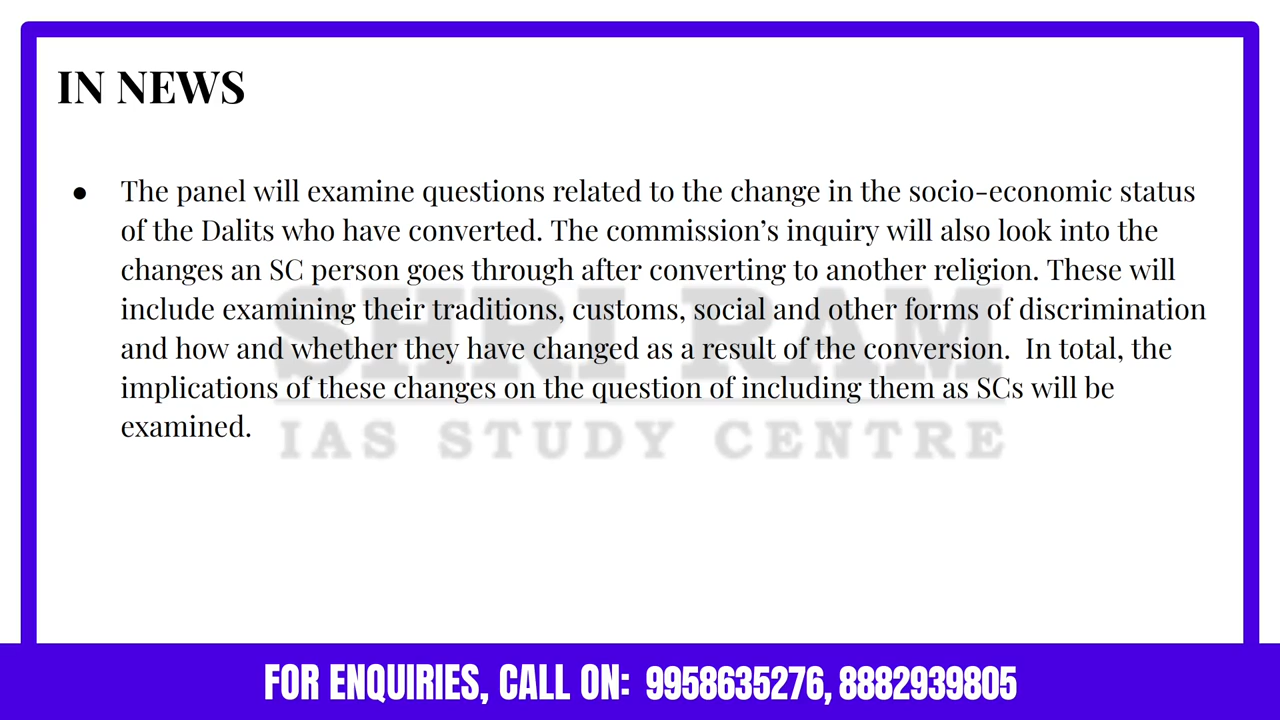 IN NEWS
● The panel will examine questions related to the change in the socio-economic status
of the Dalits who have converted. The commission’s inquiry will also look into the
changes an SC person goes through after converting to another religion. These will
include examining their traditions, customs, social and other forms of discrimination
and how and whether they have changed as a result of the conversion.  In total, the
implications of these changes on the question of including them as SCs will be
examined.
SHRI RAM
IAS STUDY CENTRE
FOR ENQUIRIES, CALL ON: 9958635276, 8882939805